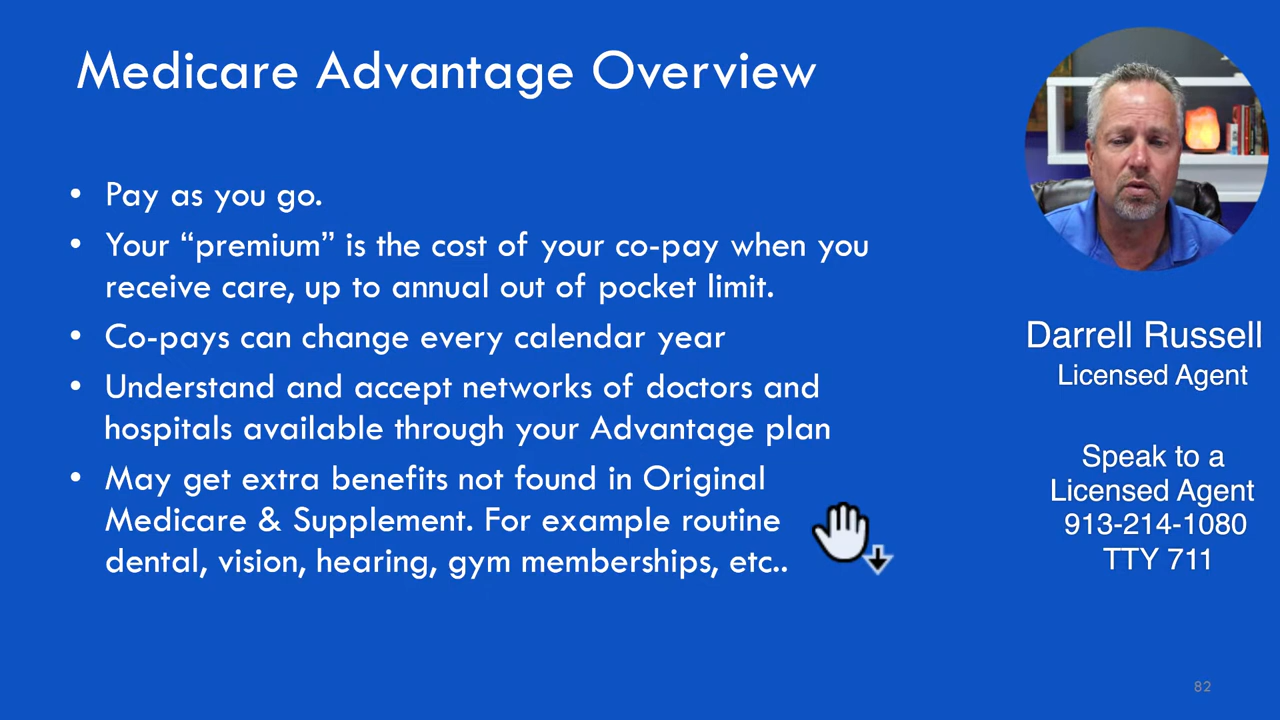 Medicare Advantage Overview
• Pay as you go.
• Your “premium” is the cost of your co-pay when you
receive care, up to annual out of pocket limit.
• Co-pays can change every calendar year
• Understand and accept networks of doctors and
hospitals available through your Advantage plan
• May get extra benefits not found in Original
Medicare & Supplement. For example routine
dental, vision, hearing, gym memberships, etc..
Darrell Russell
Licensed Agent
Speak to a
Licensed Agent
913-214-1080
TTY 711
82